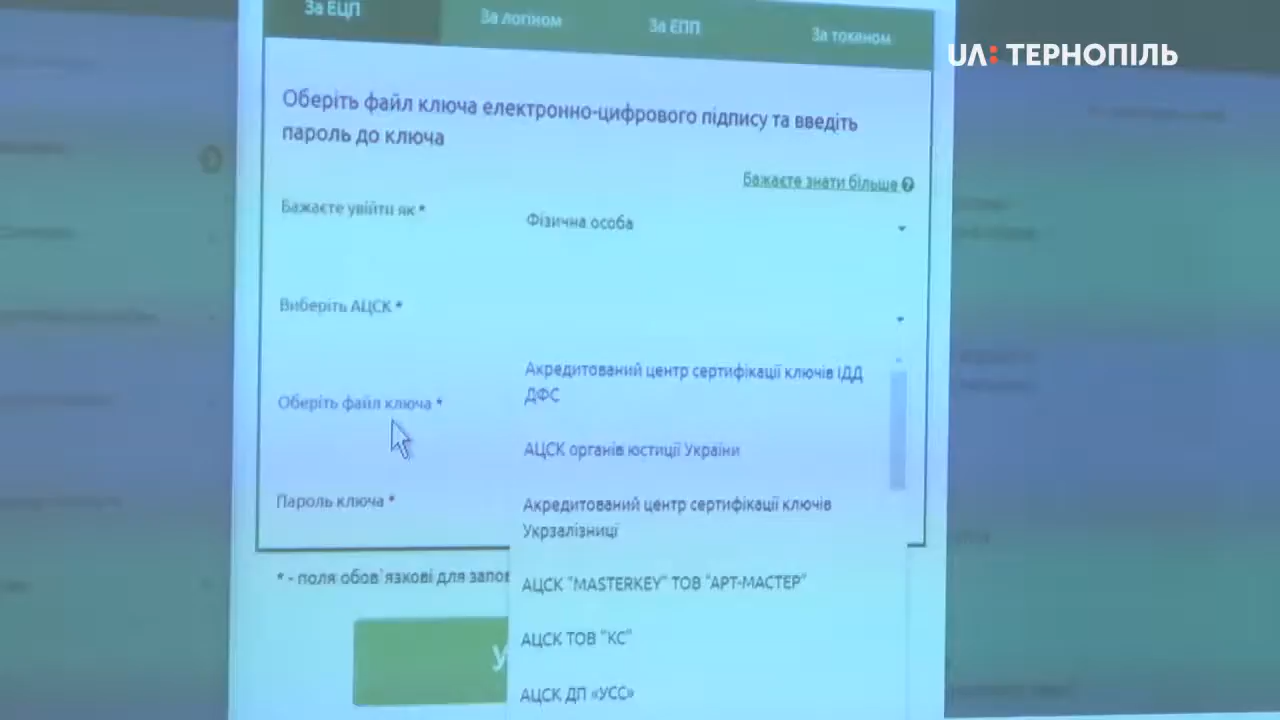 За ЕЦП
За логіном
За ЕПП
За токаном
UA: ТЕРНОПІЛЬ
Оберіть файл ключа електронно-цифрового підпису та введіть
пароль до ключа
Бажаєте знати більше
Бажаєте увійти як *
Фізична особа
Виберіть АЦСК *
Акредитований центр сертифікації ключів ІДД
ДФС
Оберіть файл ключа *
АЦСК органів юстиції України
Пароль ключа *
Акредитований центр сертифікації ключів
Укрзалізниці
* - поля обов`язкові для запов
АЦСК "MASTERKEY" ТОВ "АРТ-МАСТЕР"
АЦСК ТОВ "КС"
У
АЦСК ДП «УСС»